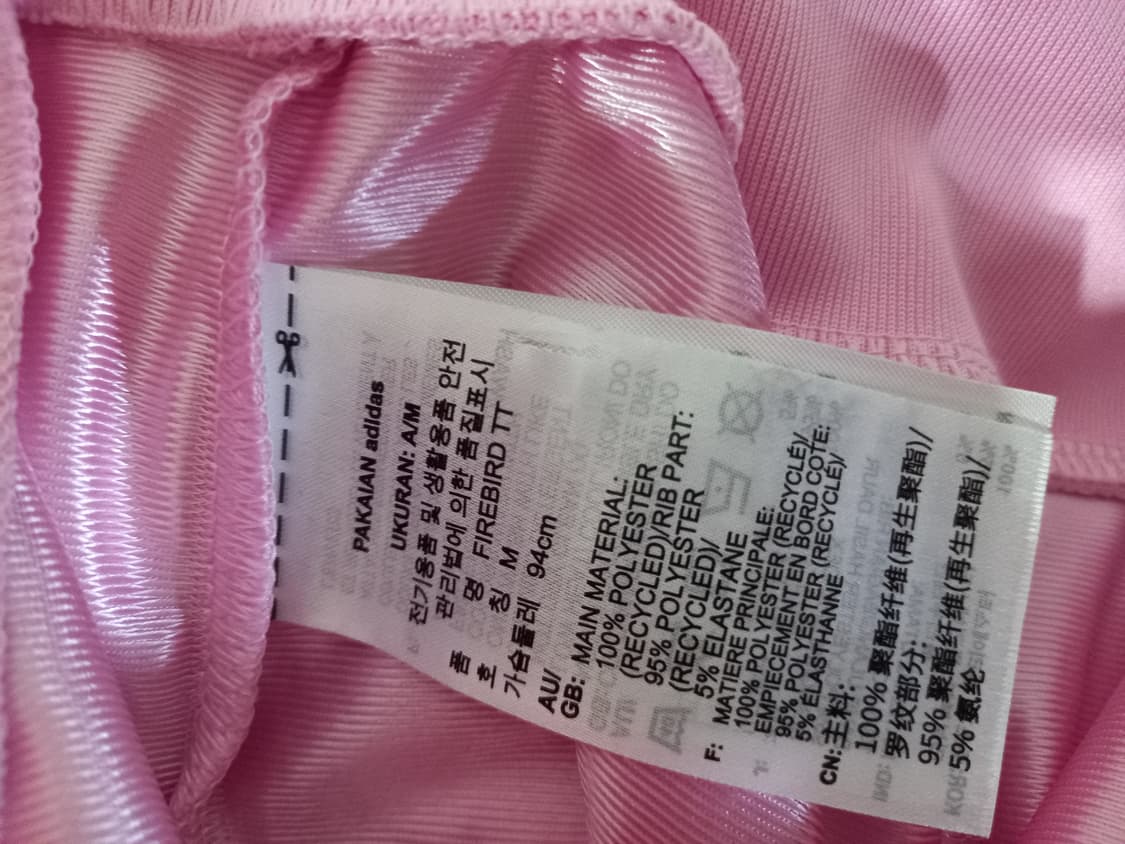 PAKAIAN adidas
UKURAN: A/M
전기용품 및 생활용품 안전
관리법에 의한 품질표시
품 명 FIREBIRD TT
호 칭 M
가슴둘레 94cm
AU/
GB: MAIN MATERIAL:
100% POLYESTER
(RECYCLED)/RIB PART:
95% POLYESTER
(RECYCLED)/
5% ELASTANE
F: MATIERE PRINCIPALE:
100% POLYESTER (RECYCLÉ)/
EMPIECEMENT EN BORD COTE:
95% POLYESTER (RECYCLÉ)/
5% ÉLASTHANNE
CN: 主料:
100% 聚酯纤维(再生聚酯)/
罗纹部分:
95% 聚酯纤维(再生聚酯)/
5% 氨纶